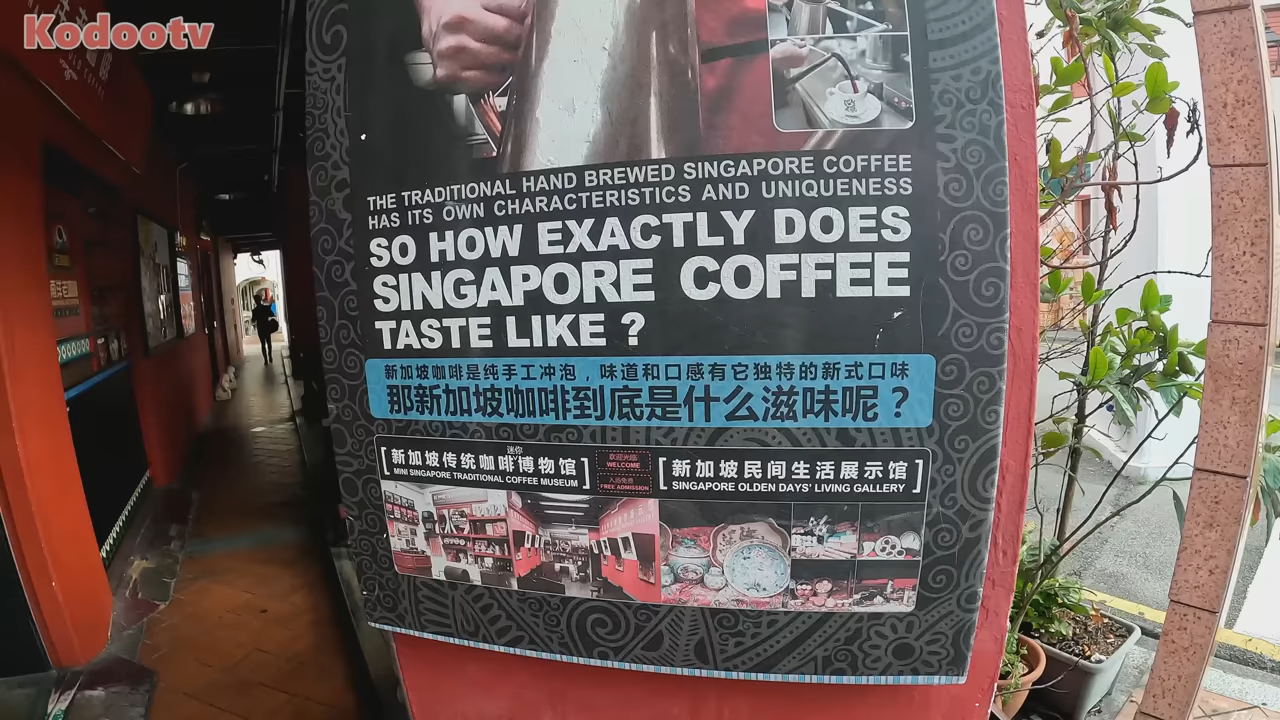 Kodootv
THE TRADITIONAL HAND BREWED SINGAPORE COFFEE
HAS ITS OWN CHARACTERISTICS AND UNIQUENESS
SO HOW EXACTLY DOES
SINGAPORE COFFEE
TASTE LIKE ?
新加坡咖啡是纯手工冲泡，味道和口感有它独特的新式口味
那新加坡咖啡到底是什么滋味呢？
迷你
[新加坡传统咖啡博物馆]
MINI SINGAPORE TRADITIONAL COFFEE MUSEUM
欢迎光临
WELCOME
入场免费
FREE ADMISSION
[新加坡民间生活展示馆]
SINGAPORE OLDEN DAYS' LIVING GALLERY